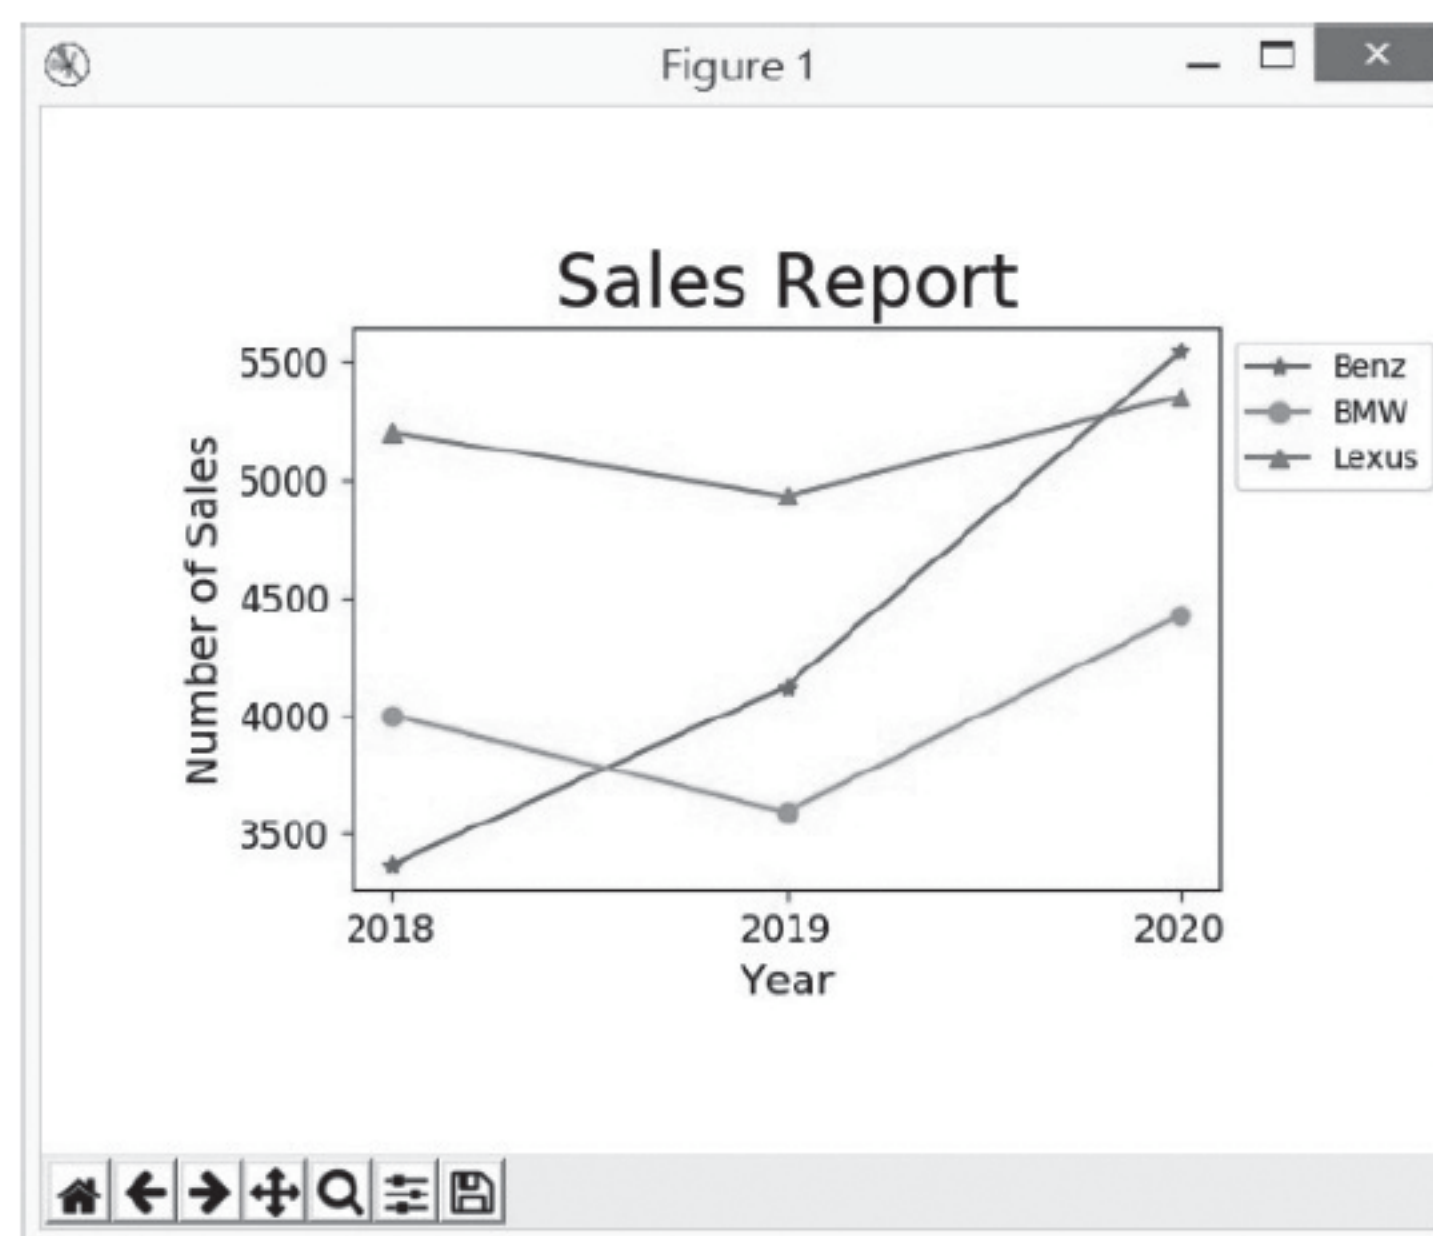 Figure 1
Sales Report
Number of Sales
5500
5000
4500
4000
3500
2018 2019 2020
Year
Benz
BMW
Lexus